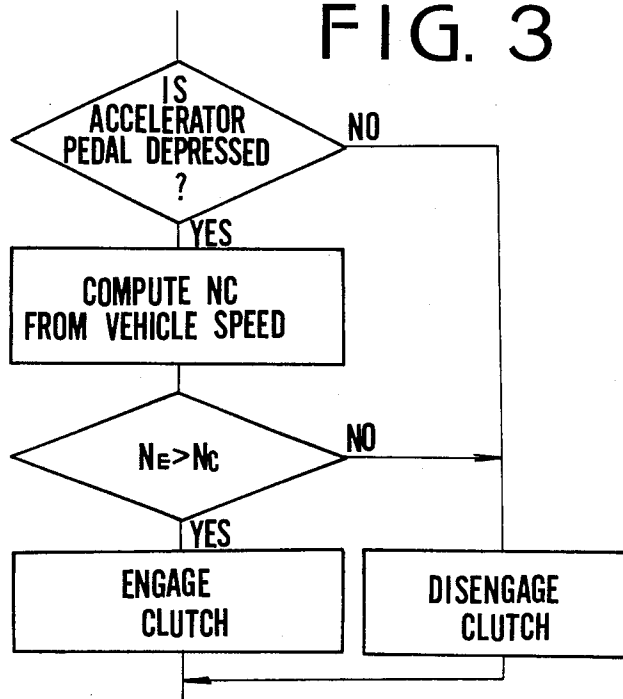 FIG. 3
IS
ACCELERATOR
PEDAL DEPRESSED
?
NO
YES
COMPUTE NC
FROM VEHICLE SPEED
NE>NC
NO
YES
ENGAGE
CLUTCH
DISENGAGE
CLUTCH